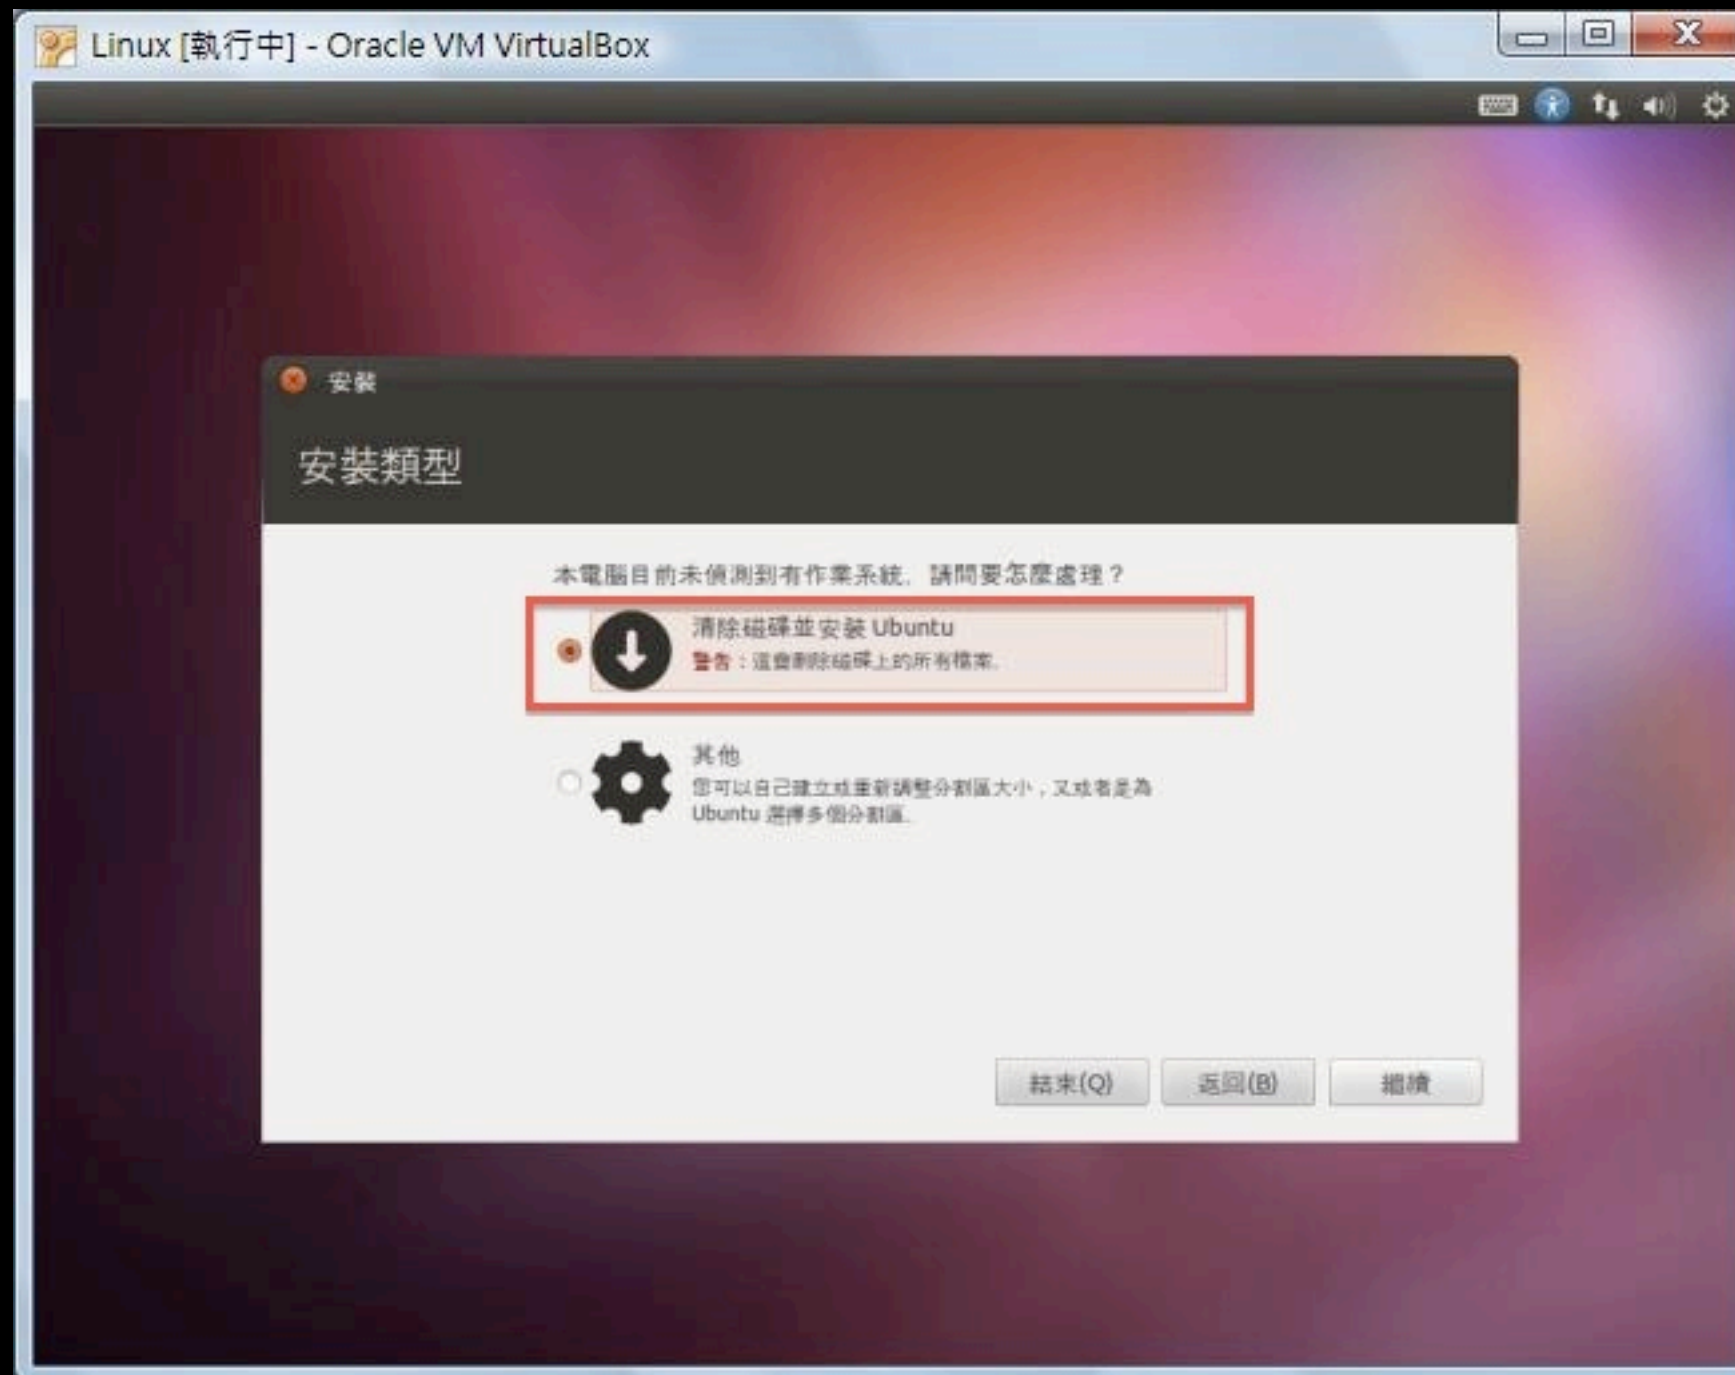 Linux [執行中] - Oracle VM VirtualBox
安裝
安裝類型
本電腦目前未偵測到有作業系統。請問要怎麼處理？
清除磁碟並安裝 Ubuntu
警告：這會刪除磁碟上的所有檔案。
其他
您可以自己建立或重新調整分割區大小，又或者是為
Ubuntu 選擇多個分割區。
結束(Q)
返回(B)
繼續